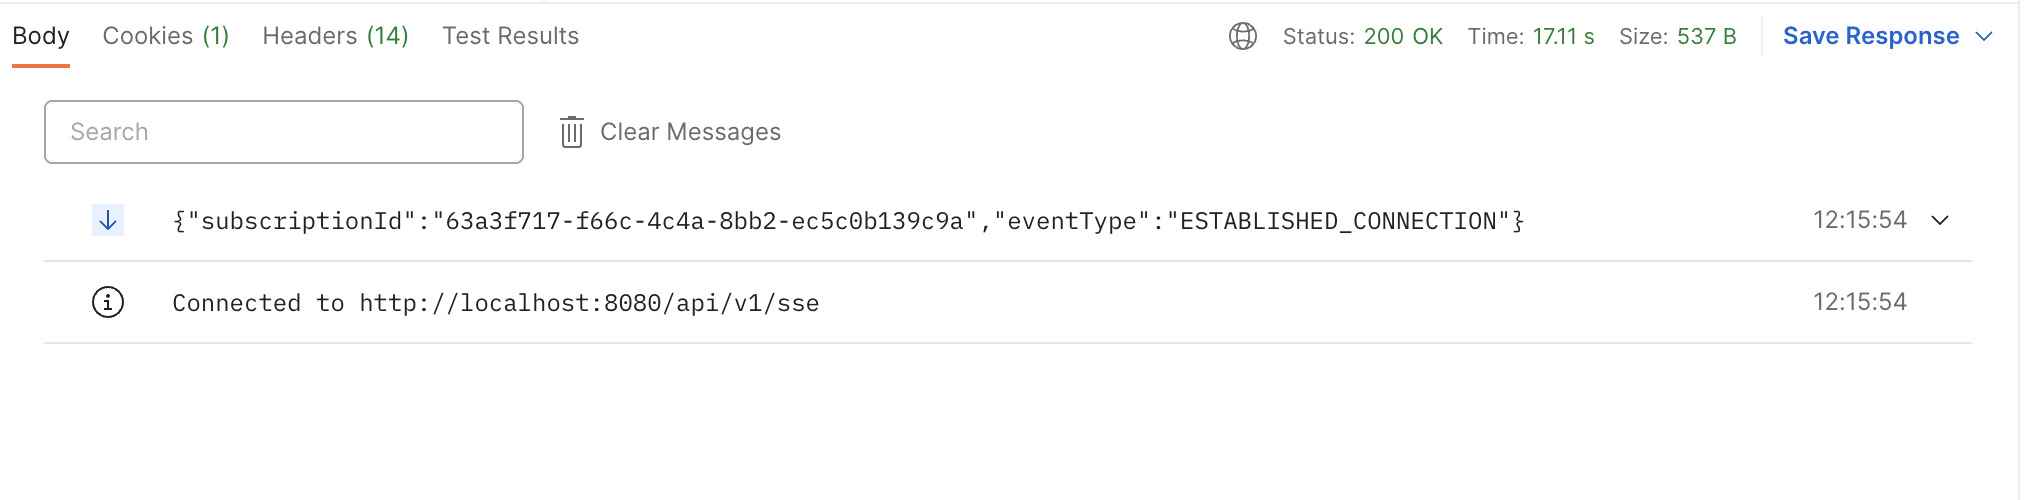 Body Cookies (1) Headers (14) Test Results Status: 200 OK Time: 17.11 s Size: 537 B Save Response
Search Clear Messages
{"subscriptionId":"63a3f717-f66c-4c4a-8bb2-ec5c0b139c9a","eventType":"ESTABLISHED_CONNECTION"} 12:15:54
Connected to http://localhost:8080/api/v1/sse 12:15:54